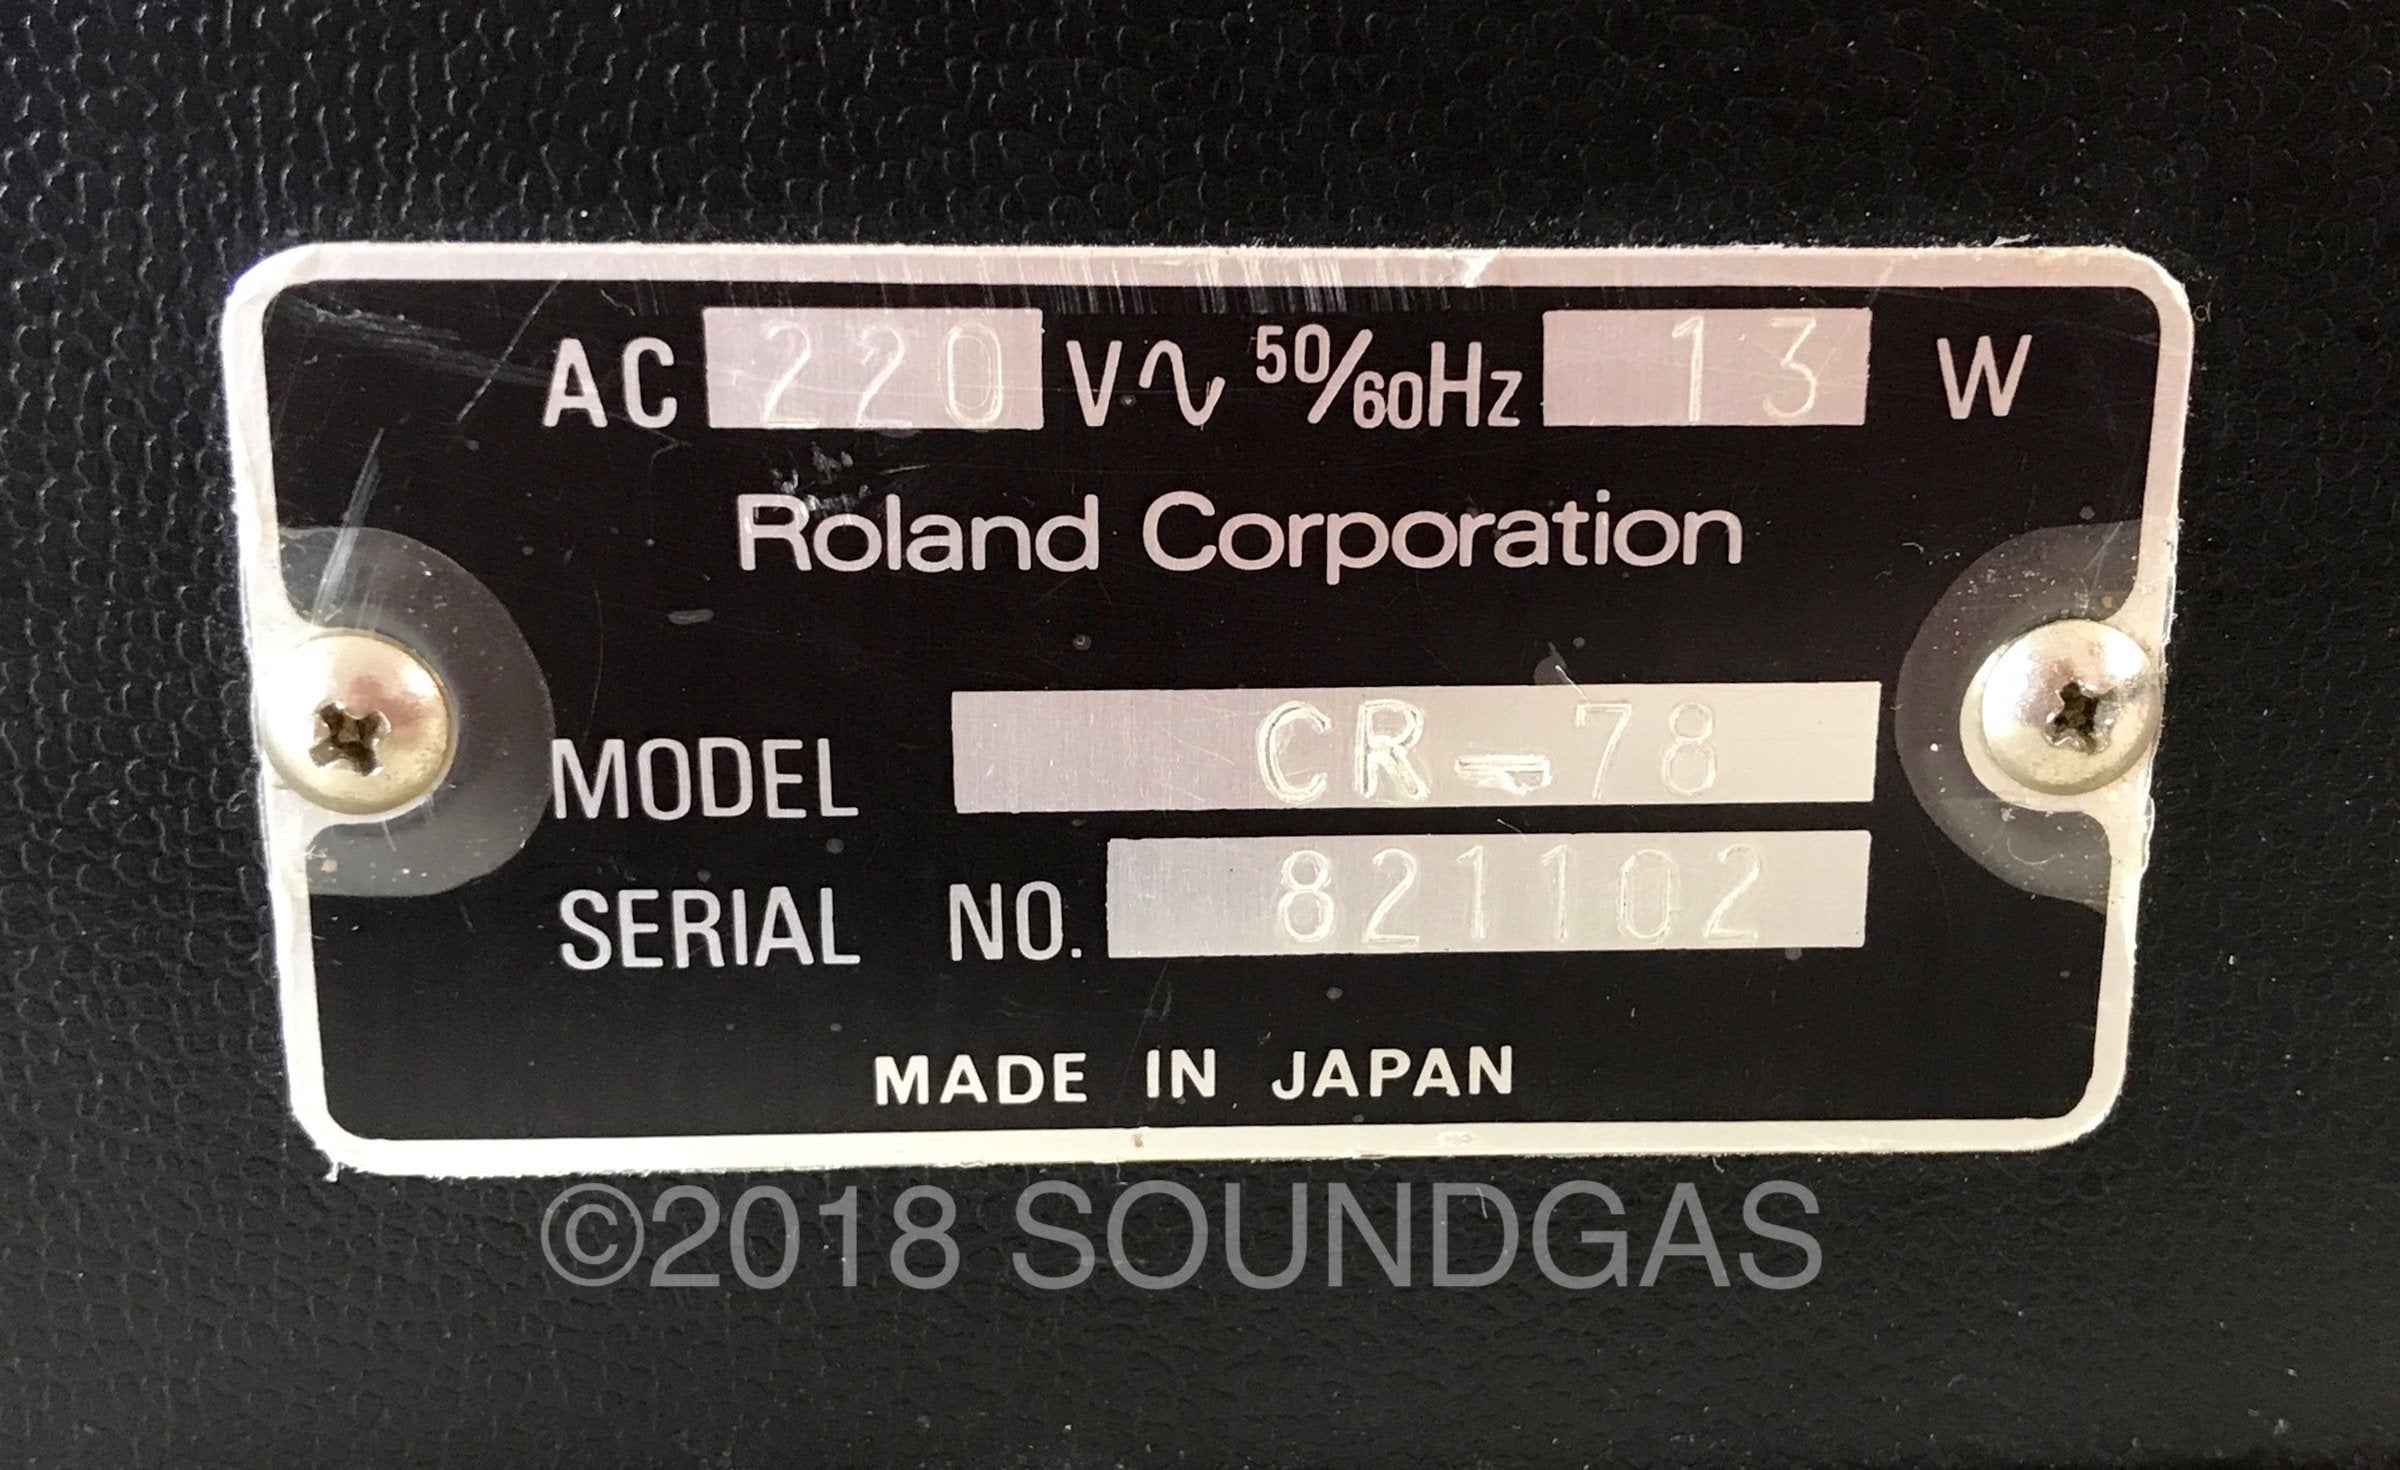 AC 220 V∿ 50/60Hz 13 W
Roland Corporation
MODEL CR-78
SERIAL NO. 821102
MADE IN JAPAN
©2018 SOUNDGAS